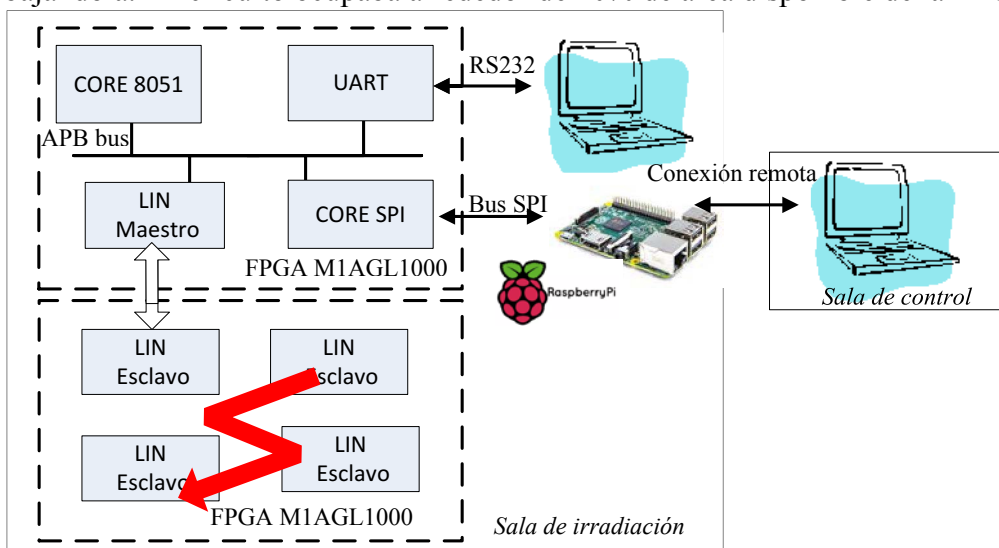 CORE 8051
UART
RS232
APB bus
LIN
Maestro
CORE SPI
Bus SPI
Conexión remota
FPGA M1AGL1000
RaspberryPi
Sala de control
LIN
Esclavo
LIN
Esclavo
LIN
Esclavo
LIN
Esclavo
FPGA M1AGL1000
Sala de irradiación